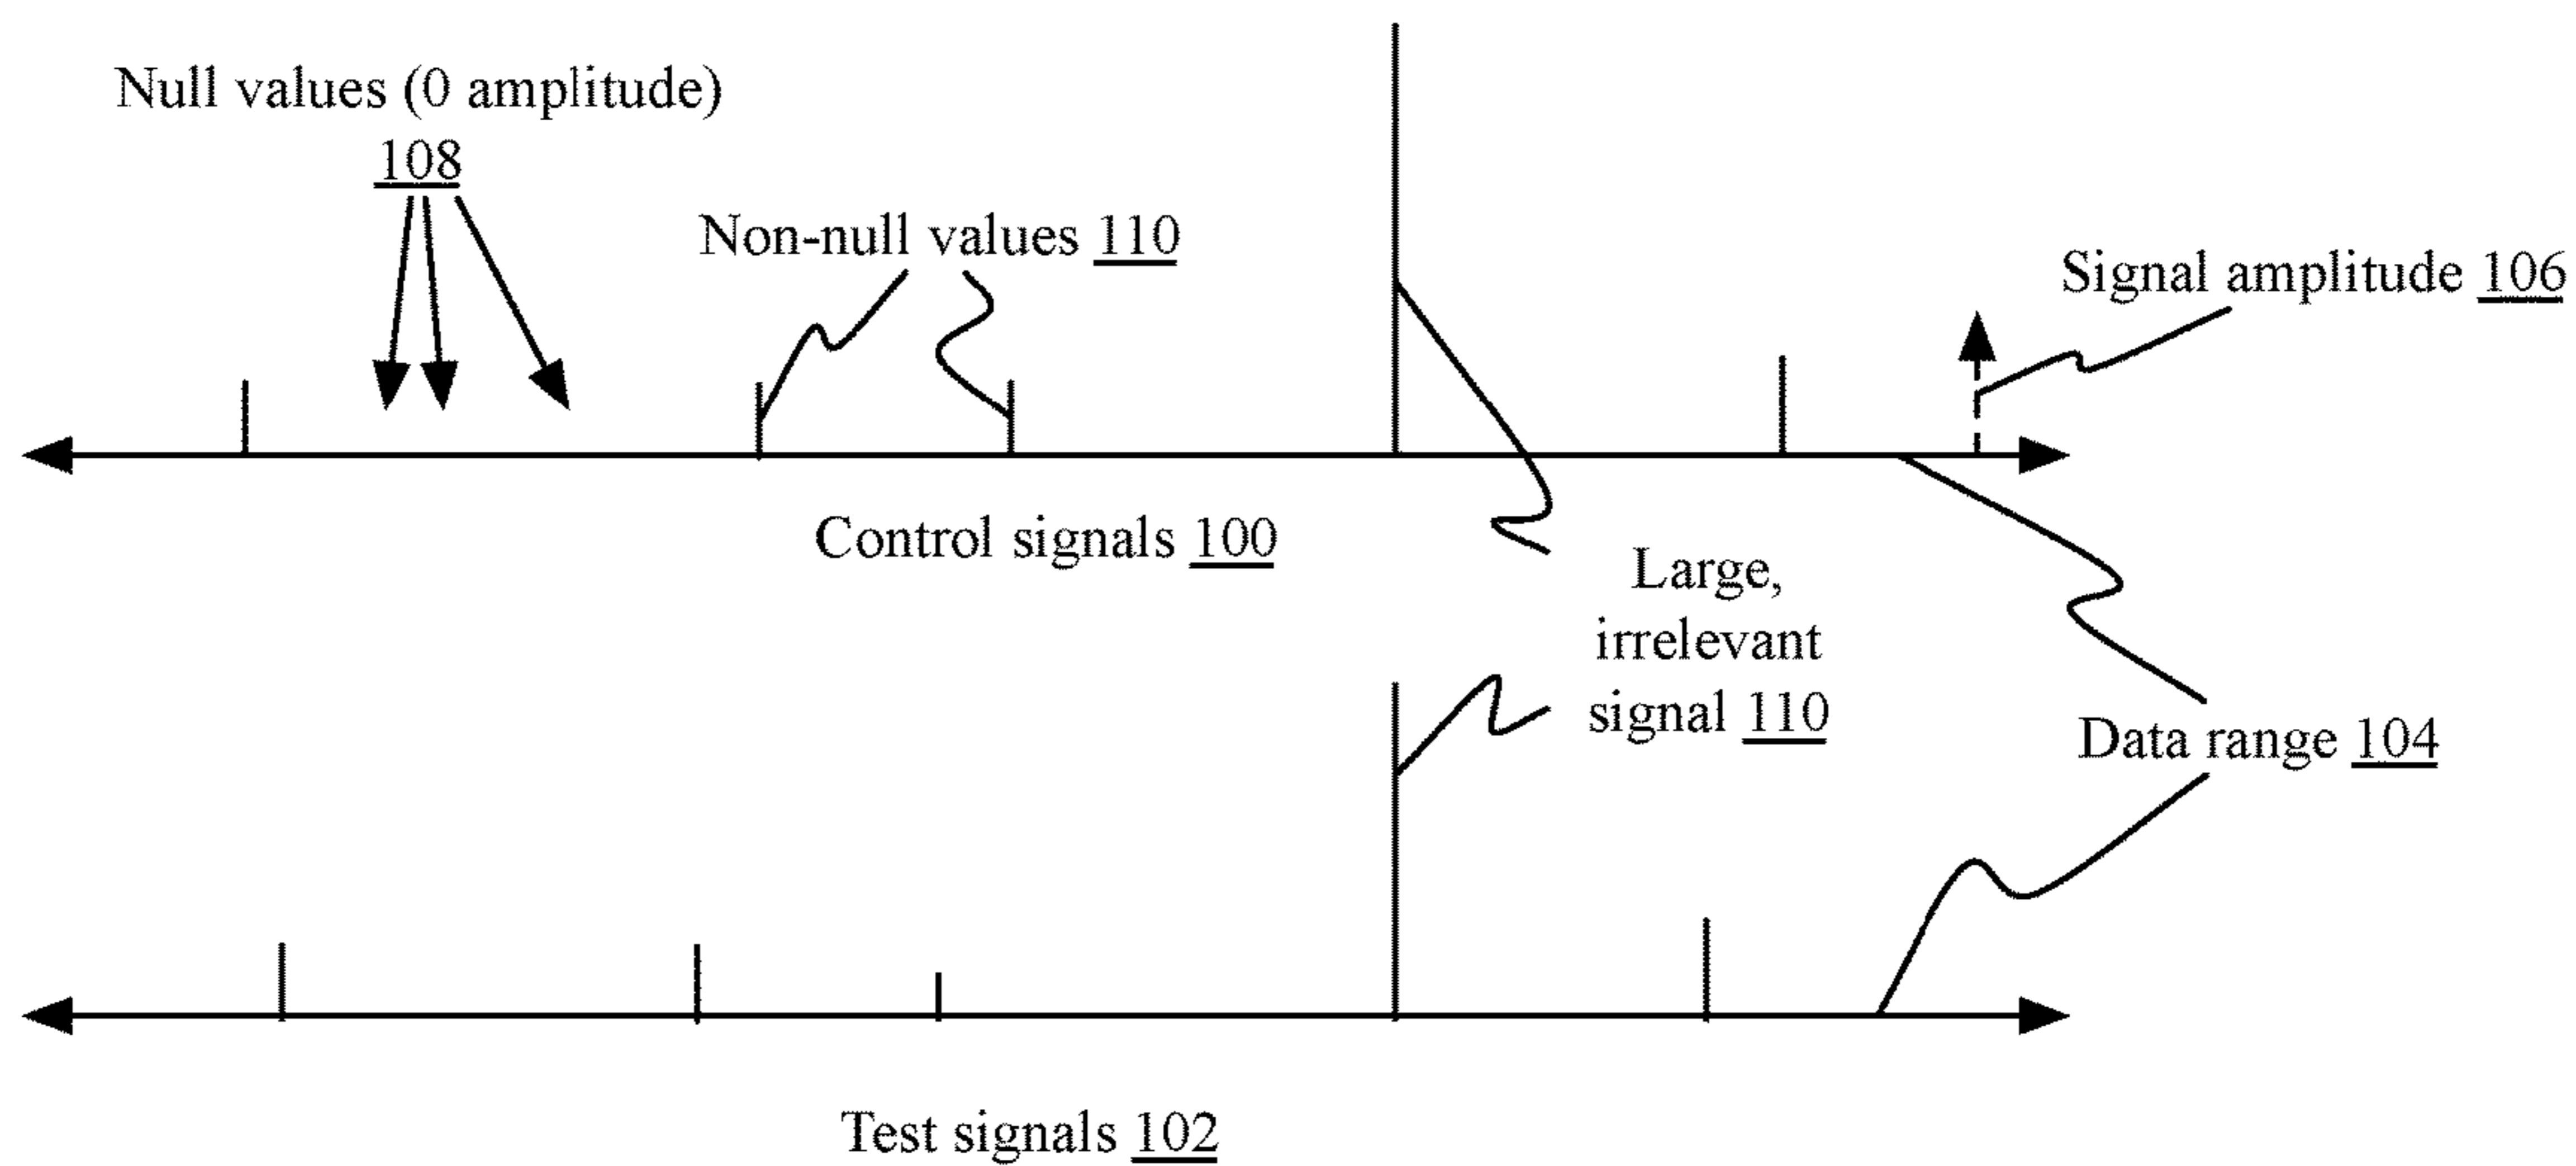 Null values (0 amplitude)
108
Non-null values 110
Signal amplitude 106
Control signals 100
Large,
irrelevant
signal 110
Data range 104
Test signals 102